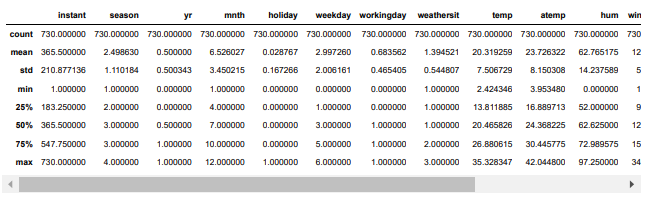 instant season yr mnth holiday weekday workingday weathersit temp atemp hum win
count 730.000000 730.000000 730.000000 730.000000 730.000000 730.000000 730.000000 730.000000 730.000000 730.000000 730.000000 730
mean 365.500000 2.498630 0.500000 6.526027 0.028767 2.997260 0.683562 1.394521 20.319259 23.726322 62.765175 12
std 210.877136 1.110184 0.500343 3.450215 0.167266 2.006161 0.465405 0.544807 7.506729 8.150308 14.237589 5
min 1.000000 1.000000 0.000000 1.000000 0.000000 0.000000 0.000000 1.000000 2.424346 3.953480 0.000000 1
25% 183.250000 2.000000 0.000000 4.000000 0.000000 1.000000 0.000000 1.000000 13.811885 16.889713 52.000000 9
50% 365.500000 3.000000 0.500000 7.000000 0.000000 3.000000 1.000000 1.000000 20.465826 24.368225 62.625000 12
75% 547.750000 3.000000 1.000000 10.000000 0.000000 5.000000 1.000000 2.000000 26.880615 30.445775 72.989575 15
max 730.000000 4.000000 1.000000 12.000000 1.000000 6.000000 1.000000 3.000000 35.328347 42.044800 97.250000 34